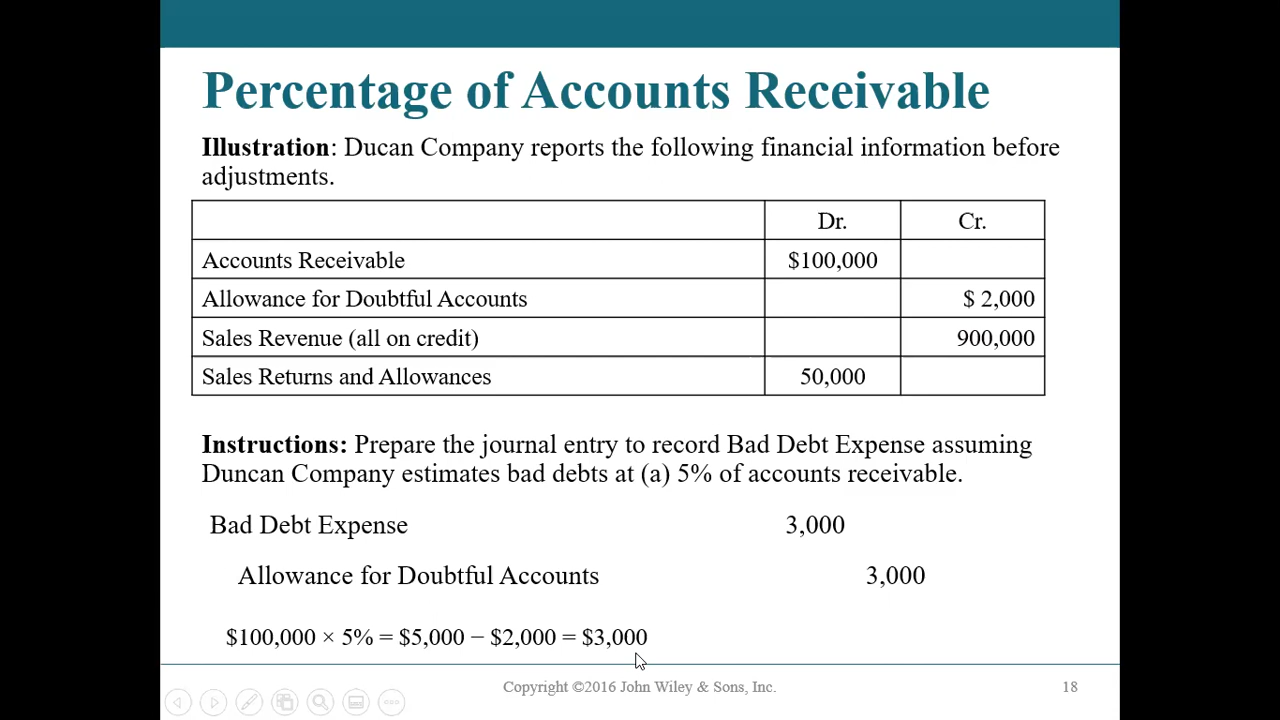 Percentage of Accounts Receivable
Illustration: Ducan Company reports the following financial information before
adjustments.
Dr. Cr.
Accounts Receivable $100,000
Allowance for Doubtful Accounts $ 2,000
Sales Revenue (all on credit) 900,000
Sales Returns and Allowances 50,000
Instructions: Prepare the journal entry to record Bad Debt Expense assuming
Duncan Company estimates bad debts at (a) 5% of accounts receivable.
Bad Debt Expense 3,000
Allowance for Doubtful Accounts 3,000
$100,000 × 5% = $5,000 − $2,000 = $3,000
Copyright ©2016 John Wiley & Sons, Inc. 18